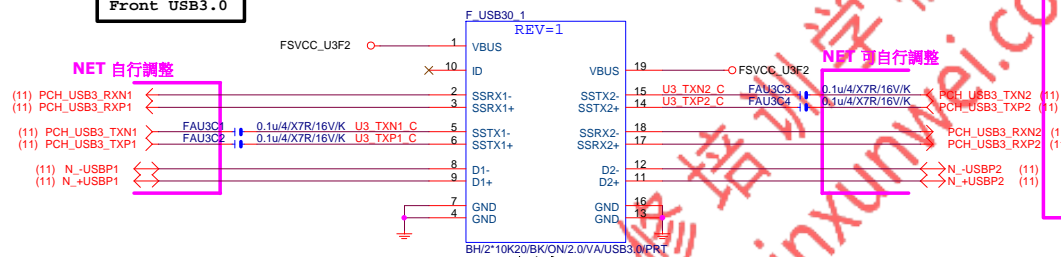 Front USB3.0
F_USB30_1
REV=1
FSVCC_U3F2
1
VBUS
NET 自行調整
10
ID
VBUS
19
FSVCC_U3F2
NET 可自行調整
(11) PCH_USB3_RXN1
2
SSRX1-
SSTX2-
15
U3_TXN2_C
FAU3C3
0.1u/4/X7R/16V/K
PCH_USB3_TXN2 (11)
(11) PCH_USB3_RXP1
3
SSRX1+
SSTX2+
14
U3_TXP2_C
FAU3C4
0.1u/4/X7R/16V/K
PCH_USB3_TXP2 (11)
(11) PCH_USB3_TXN1
FAU3C1
0.1u/4/X7R/16V/K
U3_TXN1_C
5
SSTX1-
SSRX2-
18
PCH_USB3_RXN2
(11) PCH_USB3_TXP1
FAU3C2
0.1u/4/X7R/16V/K
U3_TXP1_C
6
SSTX1+
SSRX2+
17
PCH_USB3_RXP2
(11) N_-USBP1
8
D1-
D2-
12
N_-USBP2 (11)
(11) N_+USBP1
9
D1+
D2+
11
N_+USBP2 (11)
7
GND
GND
16
4
GND
GND
13
BH/2*10K20/BK/ON/2.0/VA/USB3.0/PRT
修培训学
inxunwei.co